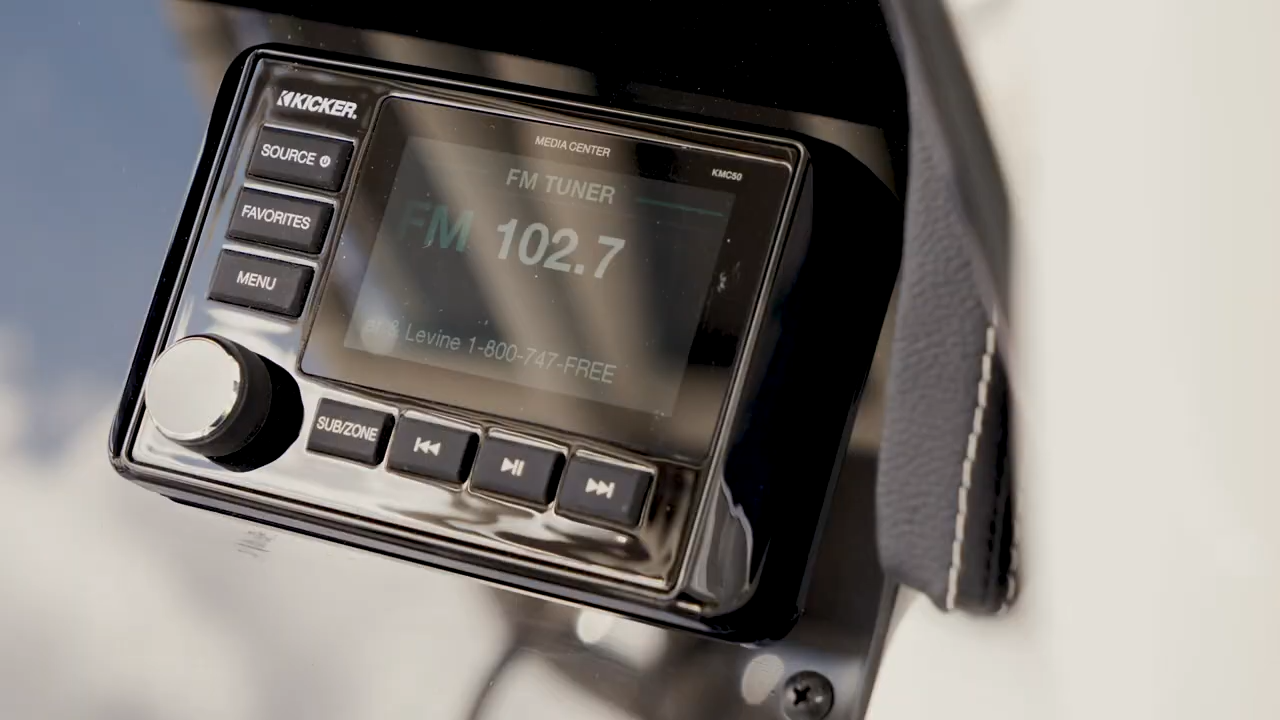 KICKER.
MEDIA CENTER
KMC50
SOURCE
FAVORITES
MENU
FM TUNER
FM 102.7
& Levine 1-800-747-FREE
SUB/ZONE